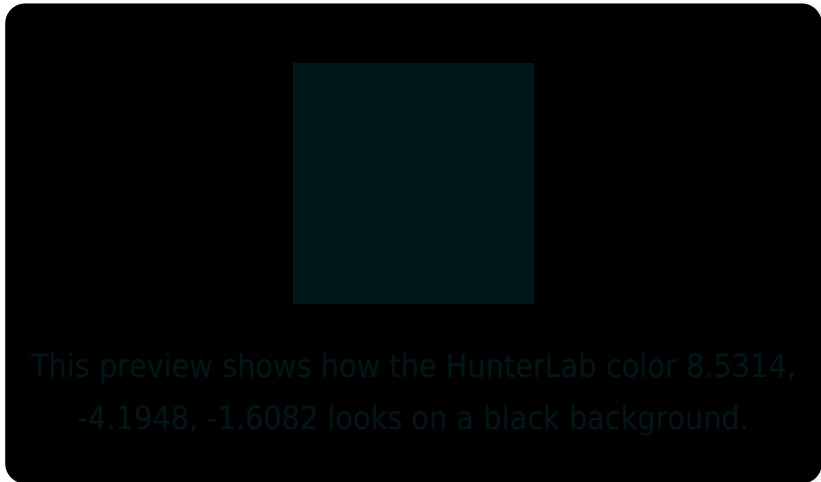 This preview shows how the HunterLab color 8.5314,
-4.1948, -1.6082 looks on a black background.